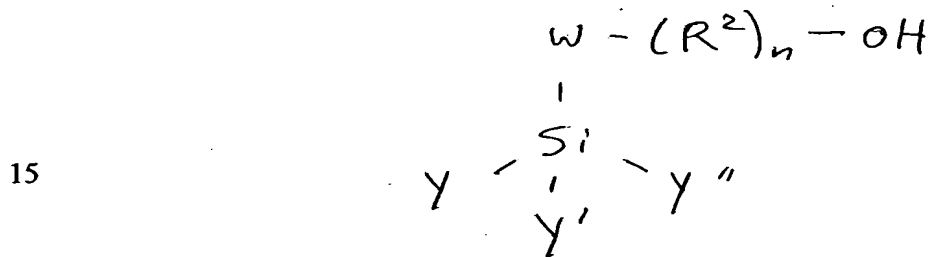 w - (R²)ₙ - OH
Si
15
Y Y"
Y'